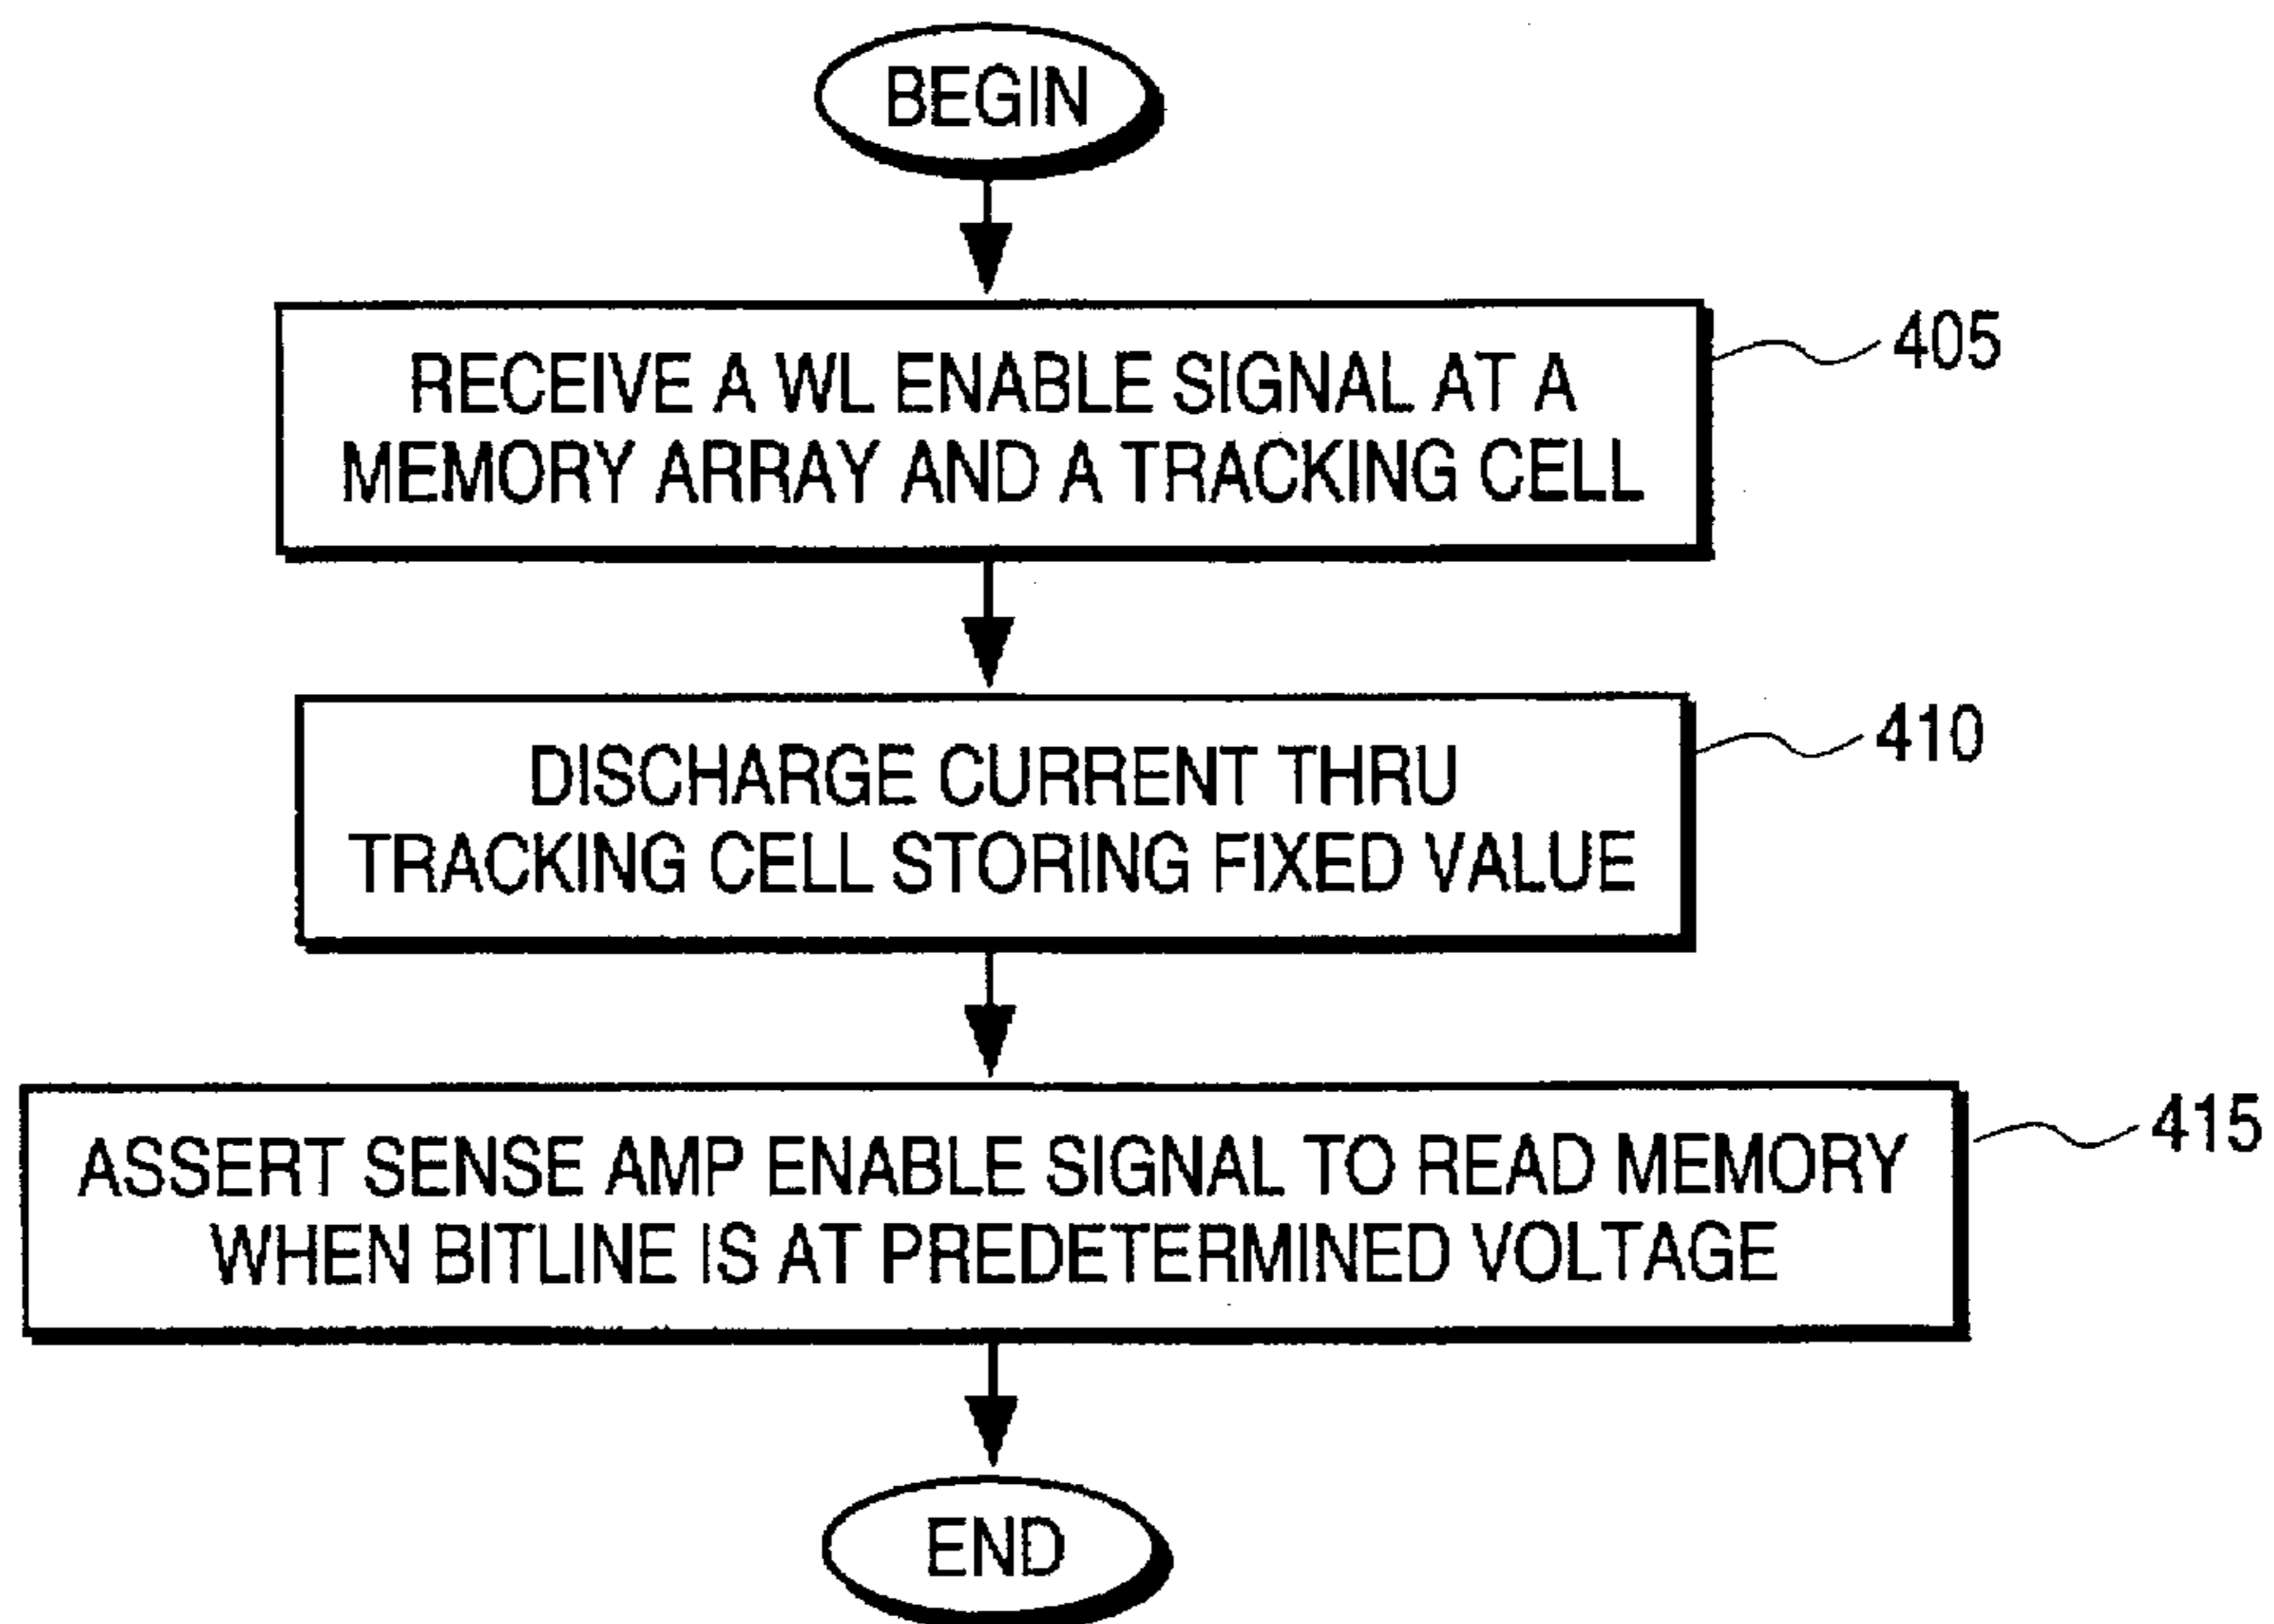 BEGIN
RECEIVE A WL ENABLE SIGNAL AT A
MEMORY ARRAY AND A TRACKING CELL
405
DISCHARGE CURRENT THRU
TRACKING CELL STORING FIXED VALUE
410
ASSERT SENSE AMP ENABLE SIGNAL TO READ MEMORY
WHEN BITLINE IS AT PREDETERMINED VOLTAGE
415
END